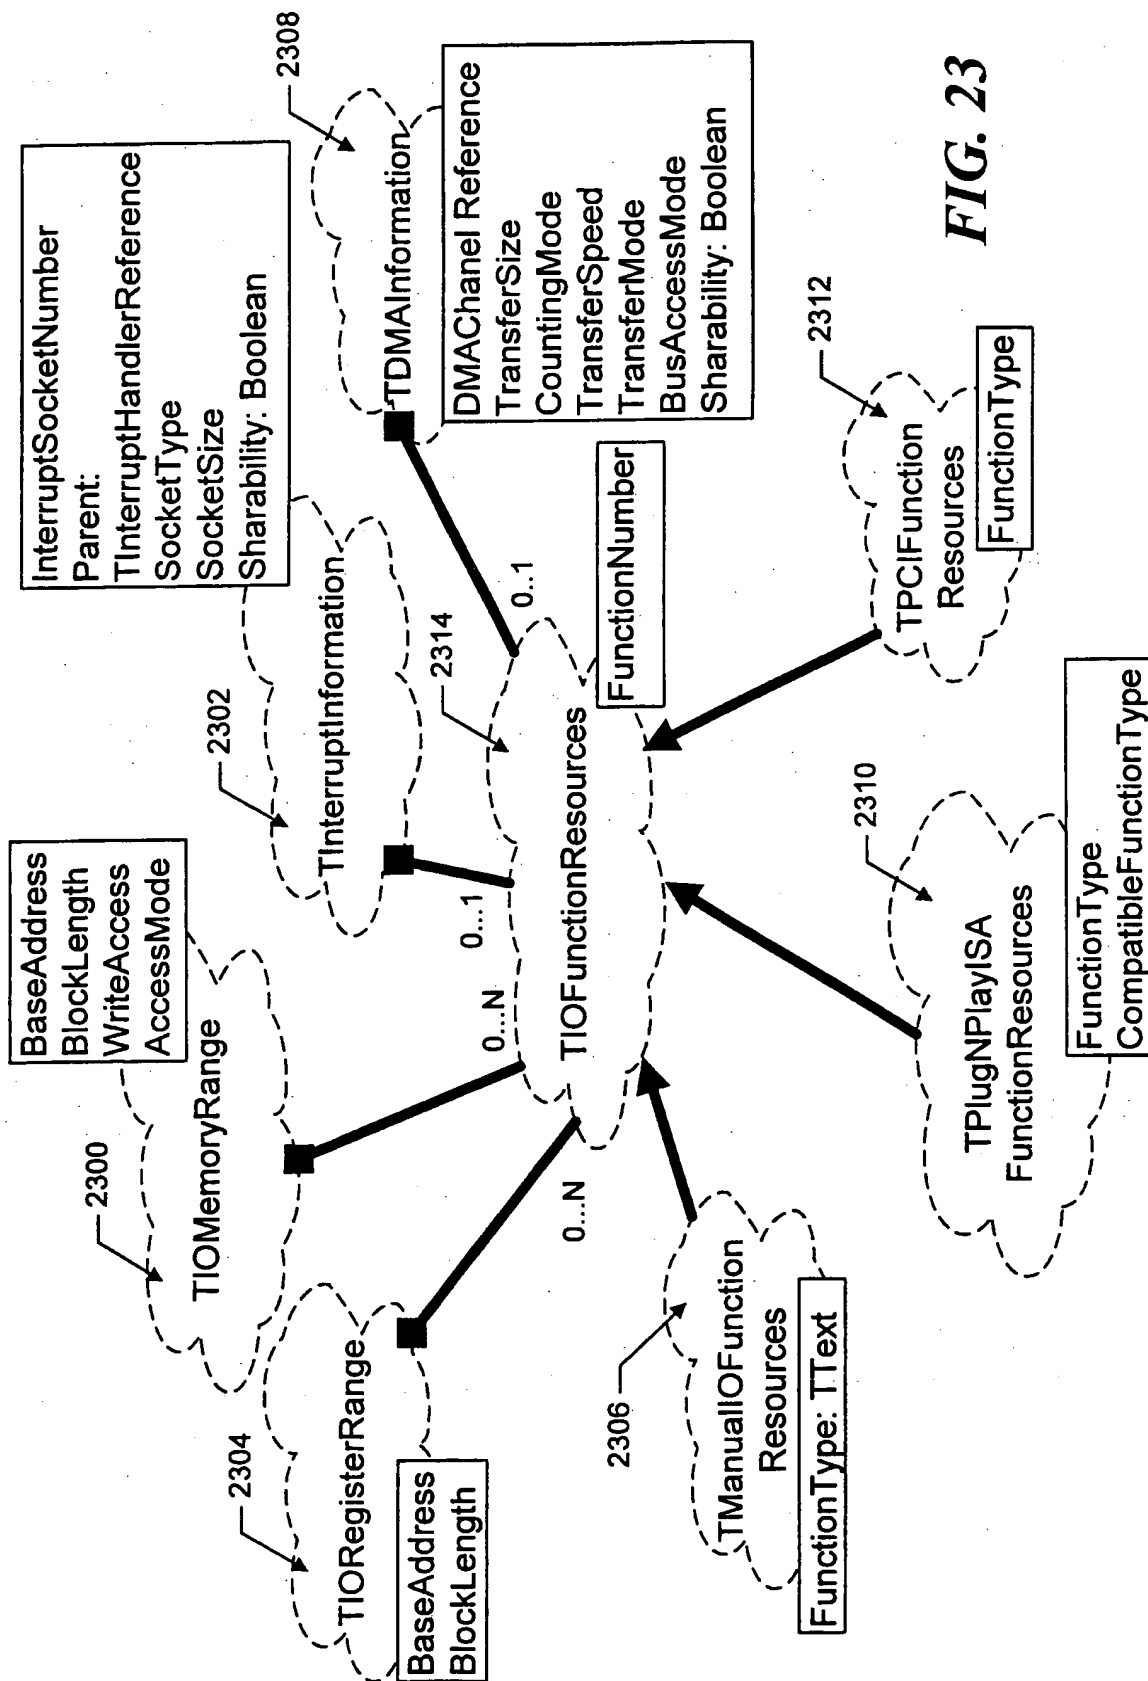 2304
TIORegisterRange
BaseAddress
BlockLength
2300
TIOMemoryRange
BaseAddress
BlockLength
WriteAccess
AccessMode
2302
TInterruptInformation
InterruptSocketNumber
Parent:
TInterruptHandlerReference
SocketType
SocketSize
Sharability: Boolean
2308
TDMAInformation
DMAChanel Reference
TransferSize
CountingMode
TransferSpeed
TransferMode
BusAccessMode
Sharability: Boolean
0...N
0...N
0...1
0...1
2314
TIOFunctionResources
FunctionNumber
2306
TManualIOFunction
Resources
FunctionType: TText
2310
TPlugNPlayISA
FunctionResources
FunctionType
CompatibleFunctionType
2312
TPCIFunction
Resources
FunctionType
FIG. 23